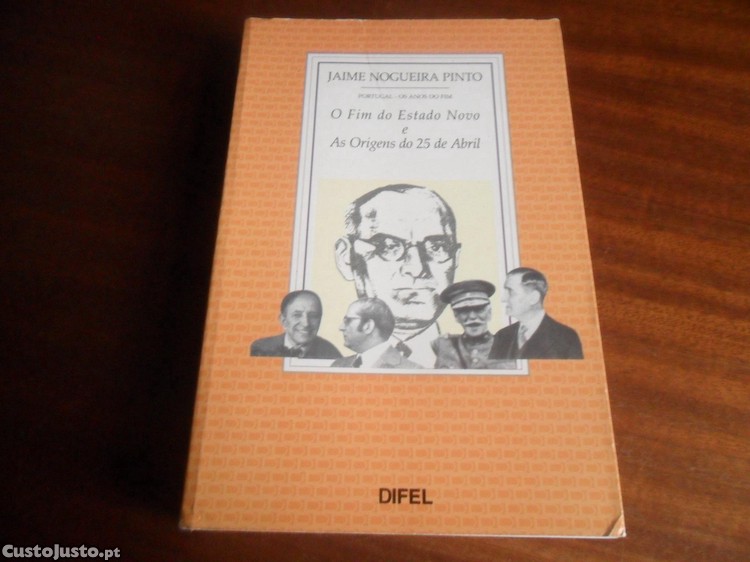 JAIME NOGUEIRA PINTO
PORTUGAL - OS ANOS DO FIM
O Fim do Estado Novo
e
As Origens do 25 de Abril
DIFEL
CustoJusto.pt